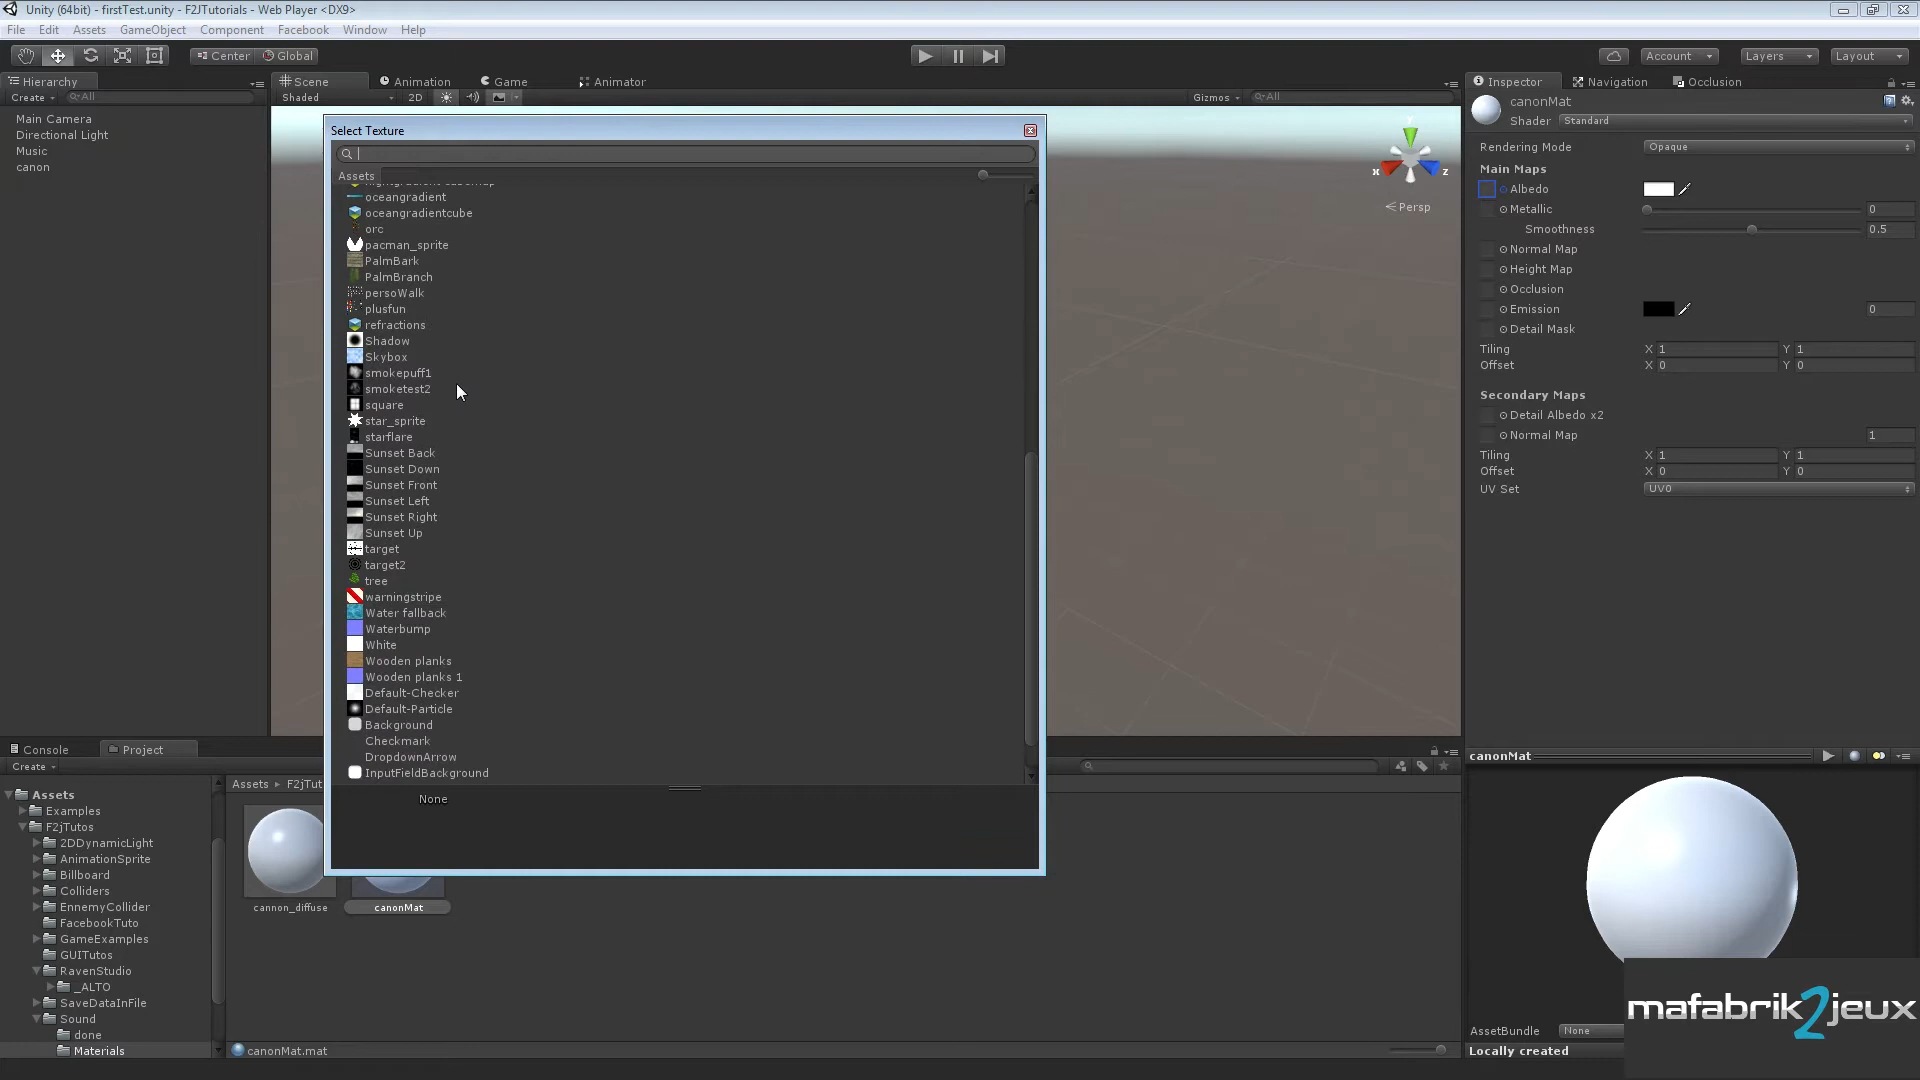 Unity (64bit) - firstTest.unity - F2JTutorials - Web Player <DX9>
File Edit Assets GameObject Component Facebook Window Help
Center Global Account Layers Layout
Hierarchy
Create All
Main Camera
Directional Light
Music
canon
Scene Animation Game Animator
Shaded 2D Gizmos All
Select Texture
Assets
oceangradient
oceangradientcube
orc
pacman_sprite
PalmBark
PalmBranch
persoWalk
plusfun
refractions
Shadow
Skybox
smokepuff1
smoketest2
square
star_sprite
starflare
Sunset Back
Sunset Down
Sunset Front
Sunset Left
Sunset Right
Sunset Up
target
target2
tree
warningstripe
Water fallback
Waterbump
White
Wooden planks
Wooden planks 1
Default-Checker
Default-Particle
Background
Checkmark
DropdownArrow
InputFieldBackground
None
y
x z
Persp
Inspector Navigation Occlusion
canonMat
Shader Standard
Rendering Mode Opaque
Main Maps
Albedo
Metallic 0
Smoothness 0.5
Normal Map
Height Map
Occlusion
Emission 0
Detail Mask
Tiling X 1 Y 1
Offset X 0 Y 0
Secondary Maps
Detail Albedo x2
Normal Map 1
Tiling X 1 Y 1
Offset X 0 Y 0
UV Set UV0
Console Project
Create
Assets
Examples
F2jTutos
2DDynamicLight
AnimationSprite
Billboard
Colliders
EnnemyCollider
FacebookTuto
GameExamples
GUITutos
RavenStudio
_ALTO
SaveDataInFile
Sound
done
Materials
Assets F2jTut
cannon_diffuse canonMat
canonMat.mat
canonMat
AssetBundle None
Locally created
mafabrik2jeux